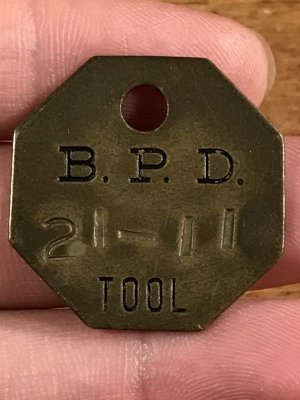 B. P. D.
21-11
TOOL